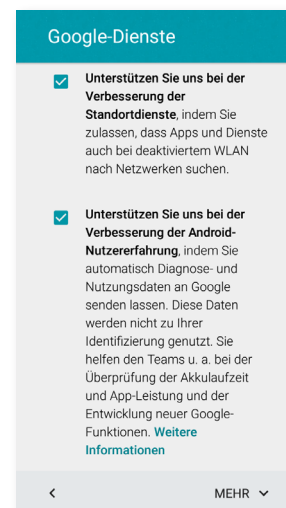 Google-Dienste
Unterstützen Sie uns bei der
Verbesserung der
Standortdienste, indem Sie
zulassen, dass Apps und Dienste
auch bei deaktiviertem WLAN
nach Netzwerken suchen.
Unterstützen Sie uns bei der
Verbesserung der Android-
Nutzererfahrung, indem Sie
automatisch Diagnose- und
Nutzungsdaten an Google
senden lassen. Diese Daten
werden nicht zu Ihrer
Identifizierung genutzt. Sie
helfen den Teams u. a. bei der
Überprüfung der Akkulaufzeit
und App-Leistung und der
Entwicklung neuer Google-
Funktionen. Weitere
Informationen
MEHR